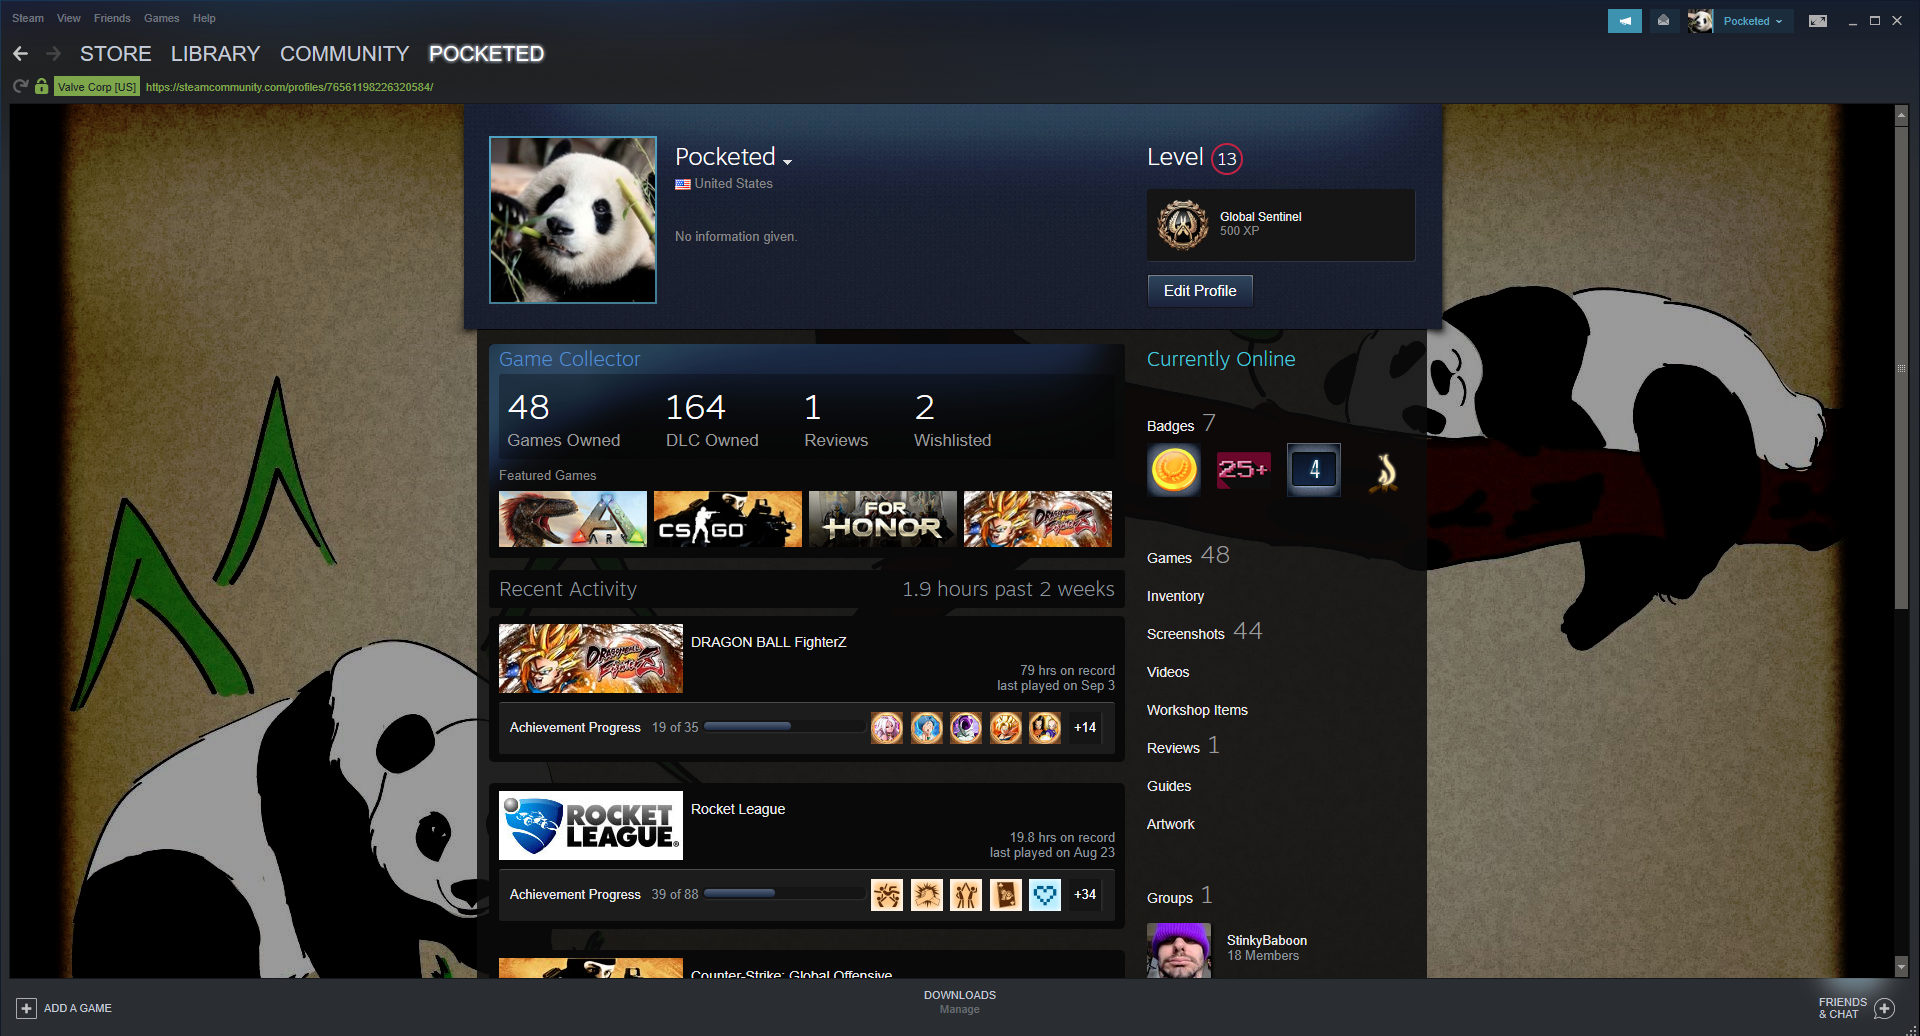 Steam View Friends Games Help
Pocketed
STORE LIBRARY COMMUNITY POCKETED
Valve Corp [US] https://steamcommunity.com/profiles/76561198226320584/
Pocketed
United States
No information given.
Level 13
Global Sentinel
500 XP
Edit Profile
Game Collector
48 164 1 2
Games Owned DLC Owned Reviews Wishlisted
Featured Games
ARK
CS GO
FOR HONOR
DRAGONBALL FIGHTERZ
Recent Activity 1.9 hours past 2 weeks
DRAGONBALL FIGHTERZ
DRAGON BALL FighterZ
79 hrs on record
last played on Sep 3
Achievement Progress 19 of 35 +14
ROCKET LEAGUE®
Rocket League
19.8 hrs on record
last played on Aug 23
Achievement Progress 39 of 88 +34
Counter-Strike: Global Offensive
Currently Online
Badges 7
25+ 4
Games 48
Inventory
Screenshots 44
Videos
Workshop Items
Reviews 1
Guides
Artwork
Groups 1
StinkyBaboon
18 Members
ADD A GAME
DOWNLOADS
Manage
FRIENDS
& CHAT